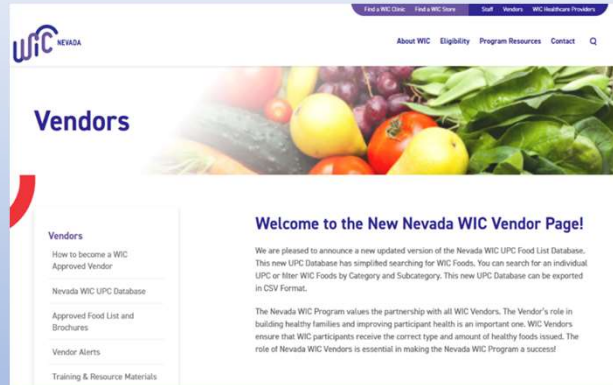 Find a WIC Clinic Find a WIC Store Staff Vendors WIC Healthcare Providers
WiC NEVADA
About WIC Eligibility Program Resources Contact
Vendors
Vendors
How to become a WIC
Approved Vendor
Nevada WIC UPC Database
Approved Food List and
Brochures
Vendor Alerts
Training & Resource Materials
Welcome to the New Nevada WIC Vendor Page!
We are pleased to announce a new updated version of the Nevada WIC UPC Food List Database.
This new UPC Database has simplified searching for WIC Foods. You can search for an individual
UPC or filter WIC Foods by Category and Subcategory. This new UPC Database can be exported
in CSV Format.
The Nevada WIC Program values the partnership with all WIC Vendors. The Vendor's role in
building healthy families and improving participant health is an important one. WIC Vendors
ensure that WIC participants receive the correct type and amount of healthy foods issued. The
role of Nevada WIC Vendors is essential in making the Nevada WIC Program a success!